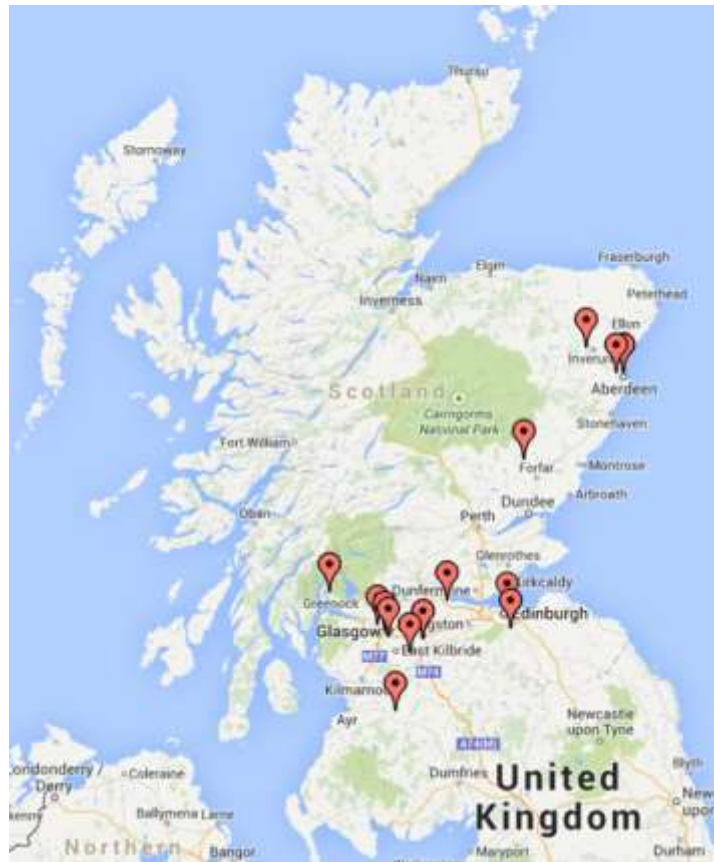 Thurso
Stornoway
Fraserburgh
Elgin
Nairn
Peterhead
Inverness
Ellon
Inverurie
Aberdeen
Scotland
Cairngorms
National Park
Stonehaven
Fort William
Forfar
Montrose
Arbroath
Oban
Dundee
Perth
Glenrothes
Dunfermline
Kirkcaldy
Greenock
Edinburgh
Glasgow
East Kilbride
M77
M74
Ayr
Newcastle
upon Tyne
A74(M)
Dumfries
United
Kingdom
Blyth
Londonderry /
Derry
Coleraine
Ballymena
Larne
Northern
Bangor
Maryport
Durham